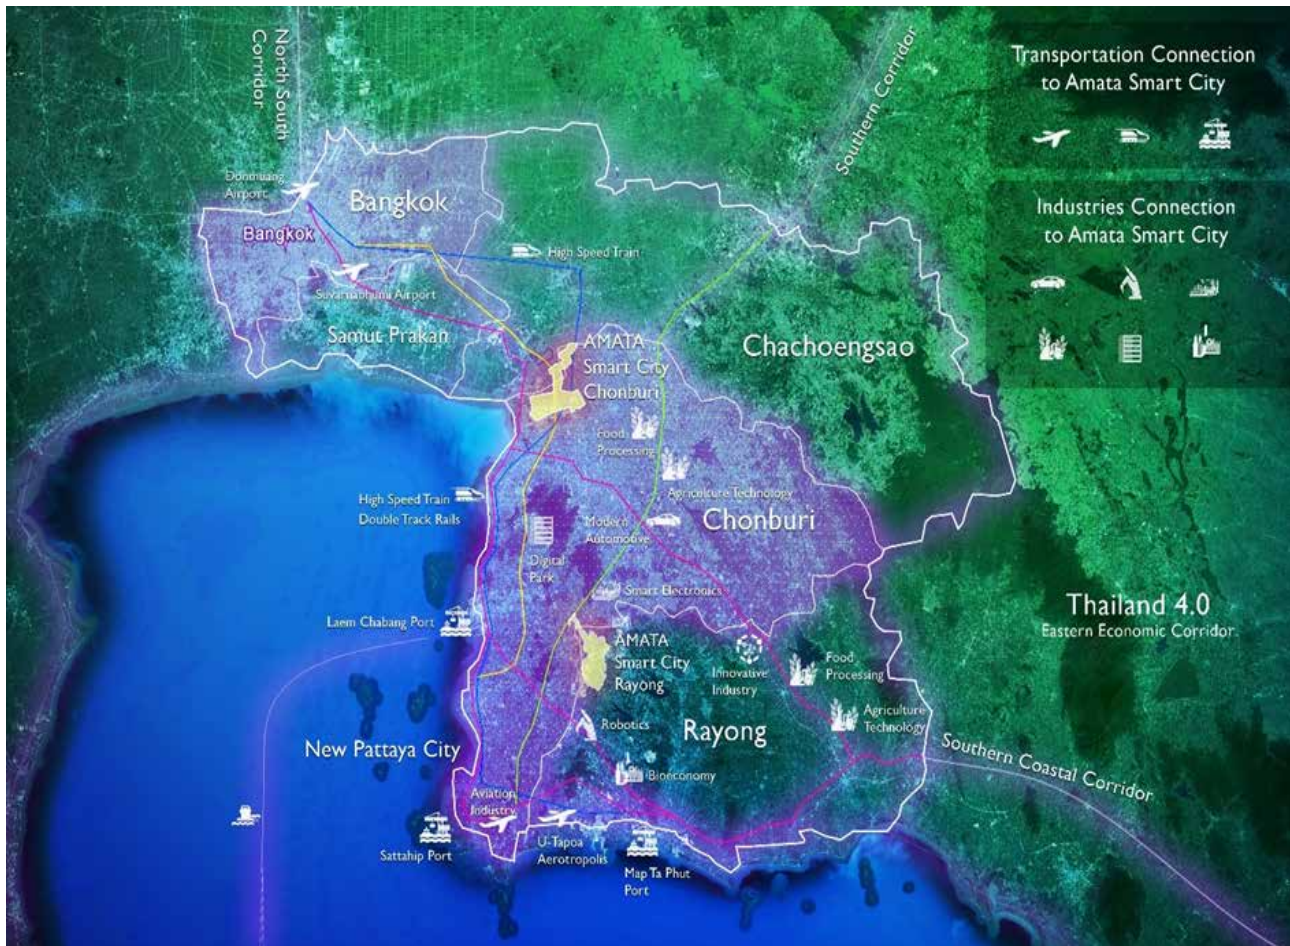 North South
Corridor
Southern Corridor
Transportation Connection
to Amata Smart City
Industries Connection
to Amata Smart City
Donmuang
Airport
Bangkok
Bangkok
High Speed Train
Suvarnabhumi Airport
Samut Prakan
AMATA
Smart City
Chonburi
Chachoengsao
Food
Processing
Agriculture Technology
High Speed Train
Double Track Rails
Modern
Automotive
Chonburi
Digital
Park
Smart Electronics
Thailand 4.0
Eastern Economic Corridor
Laem Chabang Port
AMATA
Smart City
Rayong
Innovative
Industry
Food
Processing
Agriculture
Technology
Robotics
Rayong
New Pattaya City
Bioeconomy
Southern Coastal Corridor
Aviation
Industry
Sattahip Port
U-Tapoa
Aerotropolis
Map Ta Phut
Port